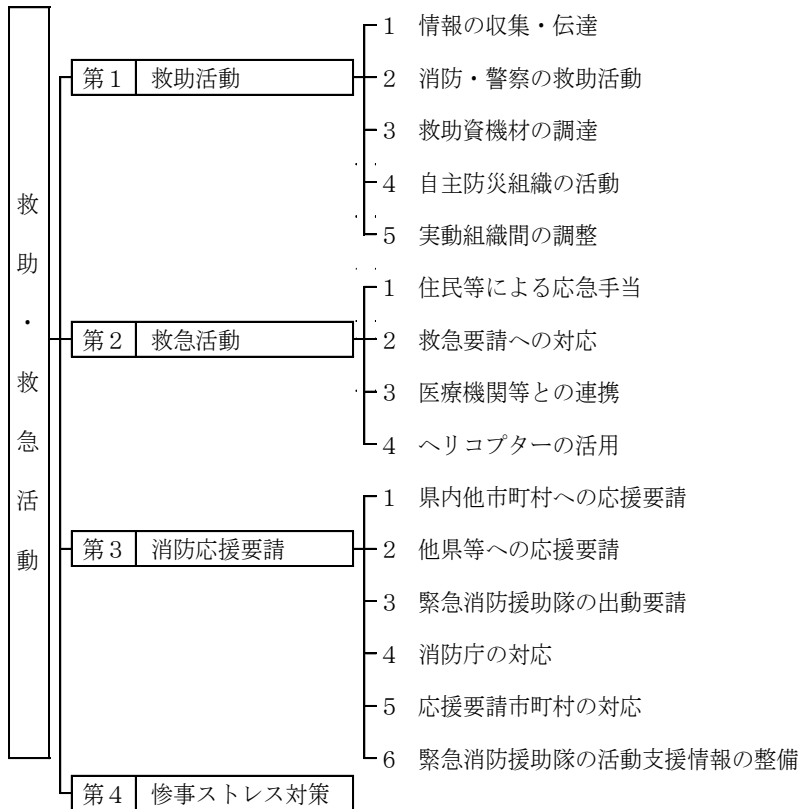 救助・救急活動
第1 救助活動
1 情報の収集・伝達
2 消防・警察の救助活動
3 救助資機材の調達
4 自主防災組織の活動
5 実動組織間の調整
第2 救急活動
1 住民等による応急手当
2 救急要請への対応
3 医療機関等との連携
4 ヘリコプターの活用
第3 消防応援要請
1 県内他市町村への応援要請
2 他県等への応援要請
3 緊急消防援助隊の出動要請
4 消防庁の対応
5 応援要請市町村の対応
6 緊急消防援助隊の活動支援情報の整備
第4 惨事ストレス対策